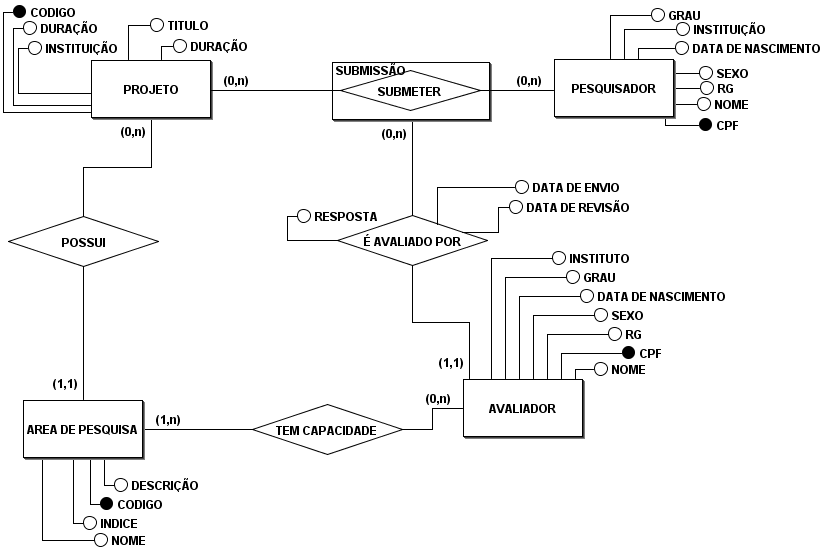 CODIGO
DURAÇÃO
INSTITUIÇÃO
TITULO
DURAÇÃO
PROJETO
(0,n)
(0,n)
SUBMISSÃO
SUBMETER
(0,n)
(0,n)
GRAU
INSTITUIÇÃO
DATA DE NASCIMENTO
PESQUISADOR
SEXO
RG
NOME
CPF
POSSUI
RESPOSTA
DATA DE ENVIO
DATA DE REVISÃO
É AVALIADO POR
INSTITUTO
GRAU
DATA DE NASCIMENTO
SEXO
RG
CPF
NOME
(1,1)
(1,1)
(0,n)
AVALIADOR
AREA DE PESQUISA
(1,n)
TEM CAPACIDADE
DESCRIÇÃO
CODIGO
INDICE
NOME